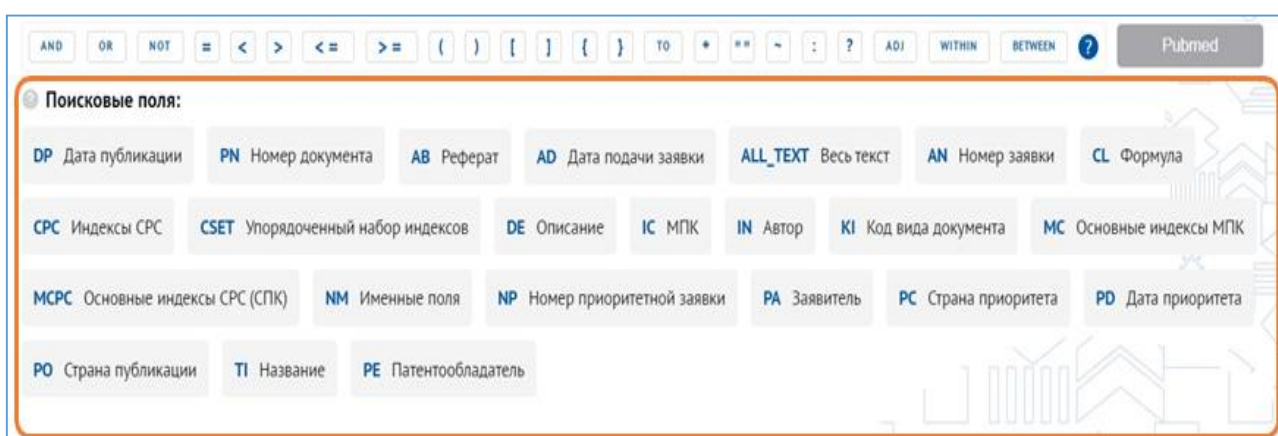 AND OR NOT = < > <= >= ( ) [ ] { } TO * "" ~ : ? ADJ WITHIN BETWEEN ? Pubmed
? Поисковые поля:
DP Дата публикации PN Номер документа AB Реферат AD Дата подачи заявки ALL_TEXT Весь текст AN Номер заявки CL Формула
CPC Индексы CPC CSET Упорядоченный набор индексов DE Описание IC МПК IN Автор KI Код вида документа MC Основные индексы МПК
MCPC Основные индексы CPC (СПК) NM Именные поля NP Номер приоритетной заявки PA Заявитель PC Страна приоритета PD Дата приоритета
PO Страна публикации TI Название PE Патентообладатель